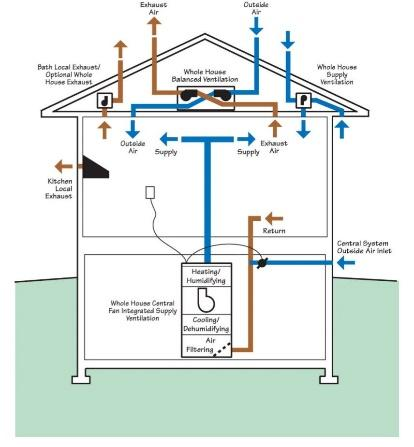 Exhaust
Air
Outside
Air
Bath Local Exhaust/
Optional Whole
House Exhaust
Whole House
Balanced Ventilation
Whole House
Supply
Ventilation
Outside
Air
Supply
Supply
Exhaust
Air
Kitchen
Local
Exhaust
Return
Central System
Outside Air Inlet
Whole House Central
Fan Integrated Supply
Ventilation
Heating/
Humidifying
Cooling/
Dehumidifying
Air
Filtering